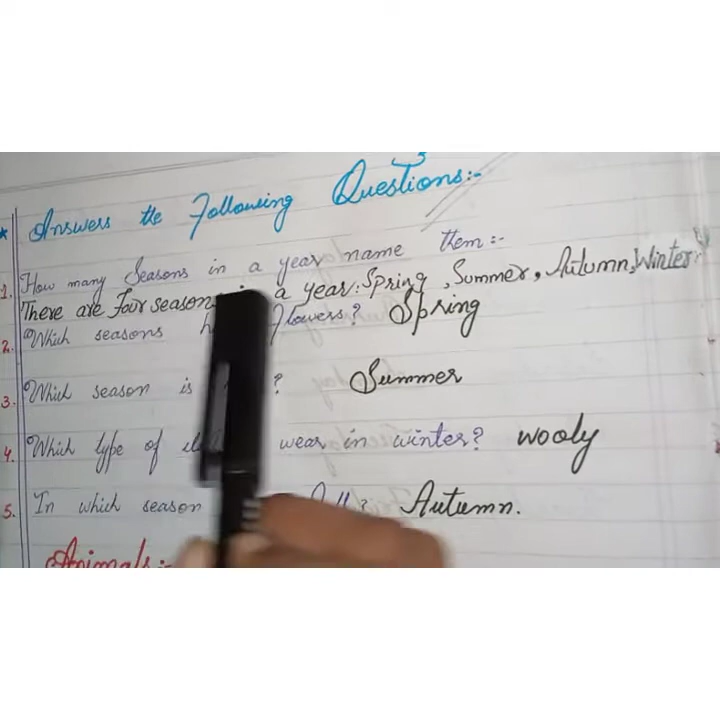 Answers the Following Questions:-
1. How many Seasons in a year name them:-
There are Four season a year: Spring, Summer, Autumn, Winter
2. Which seasons Flowers? Spring
3. Which season is ? Summer
4. Which type of wear in winter? wooly
5. In which season ? Autumn.
Animals:-